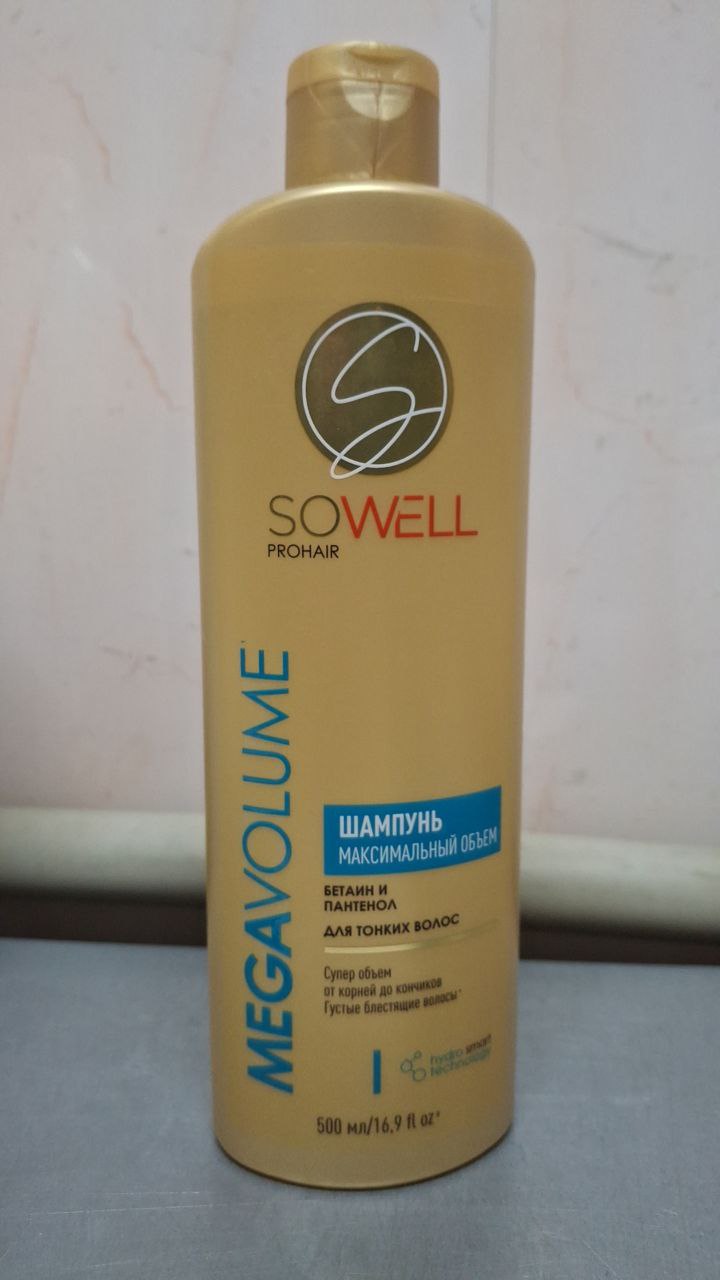 SOWELL
PROHAIR
MEGAVOLUME
ШАМПУНЬ
МАКСИМАЛЬНЫЙ ОБЪЕМ
БЕТАИН И
ПАНТЕНОЛ
ДЛЯ ТОНКИХ ВОЛОС
Супер объем
от корней до кончиков
Густые блестящие волосы*
hydro smart
technology
500 мл/16,9 fl oz*